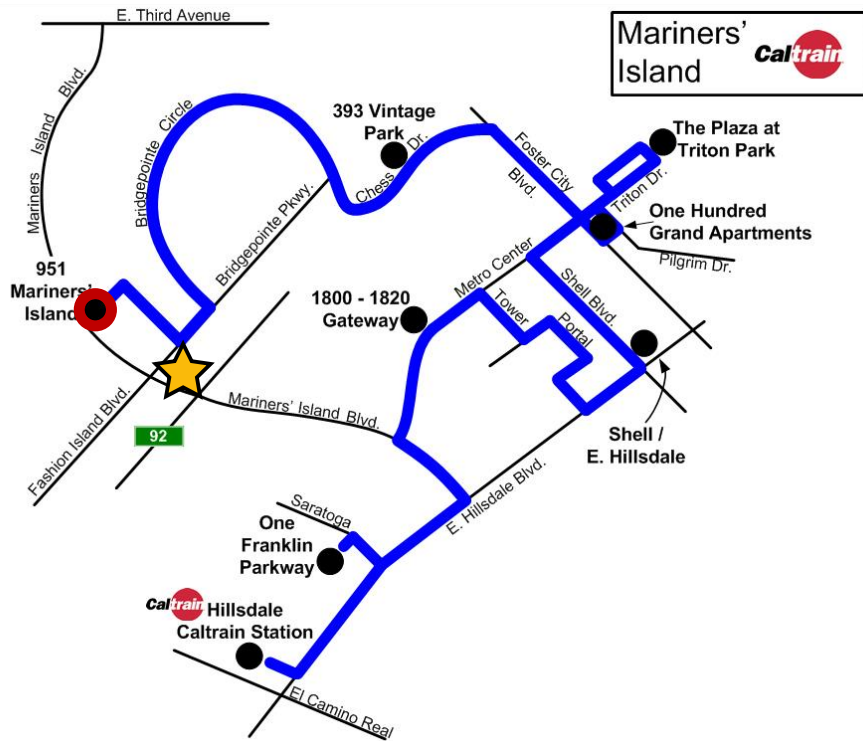 E. Third Avenue
Mariners'
Island
Caltrain
Mariners Island Blvd.
Bridgepointe Circle
393 Vintage
Park
Chess Dr.
Foster City
Blvd.
The Plaza at
Triton Park
Triton Dr.
One Hundred
Grand Apartments
Pilgrim Dr.
Bridgepointe Pkwy.
951
Mariners'
Island
Metro Center
1800 - 1820
Gateway
Tower
Portal
Shell Blvd.
Shell /
E. Hillsdale
Mariners' Island Blvd.
92
Fashion Island Blvd.
E. Hillsdale Blvd.
Saratoga
One
Franklin
Parkway
Caltrain
Hillsdale
Caltrain Station
El Camino Real